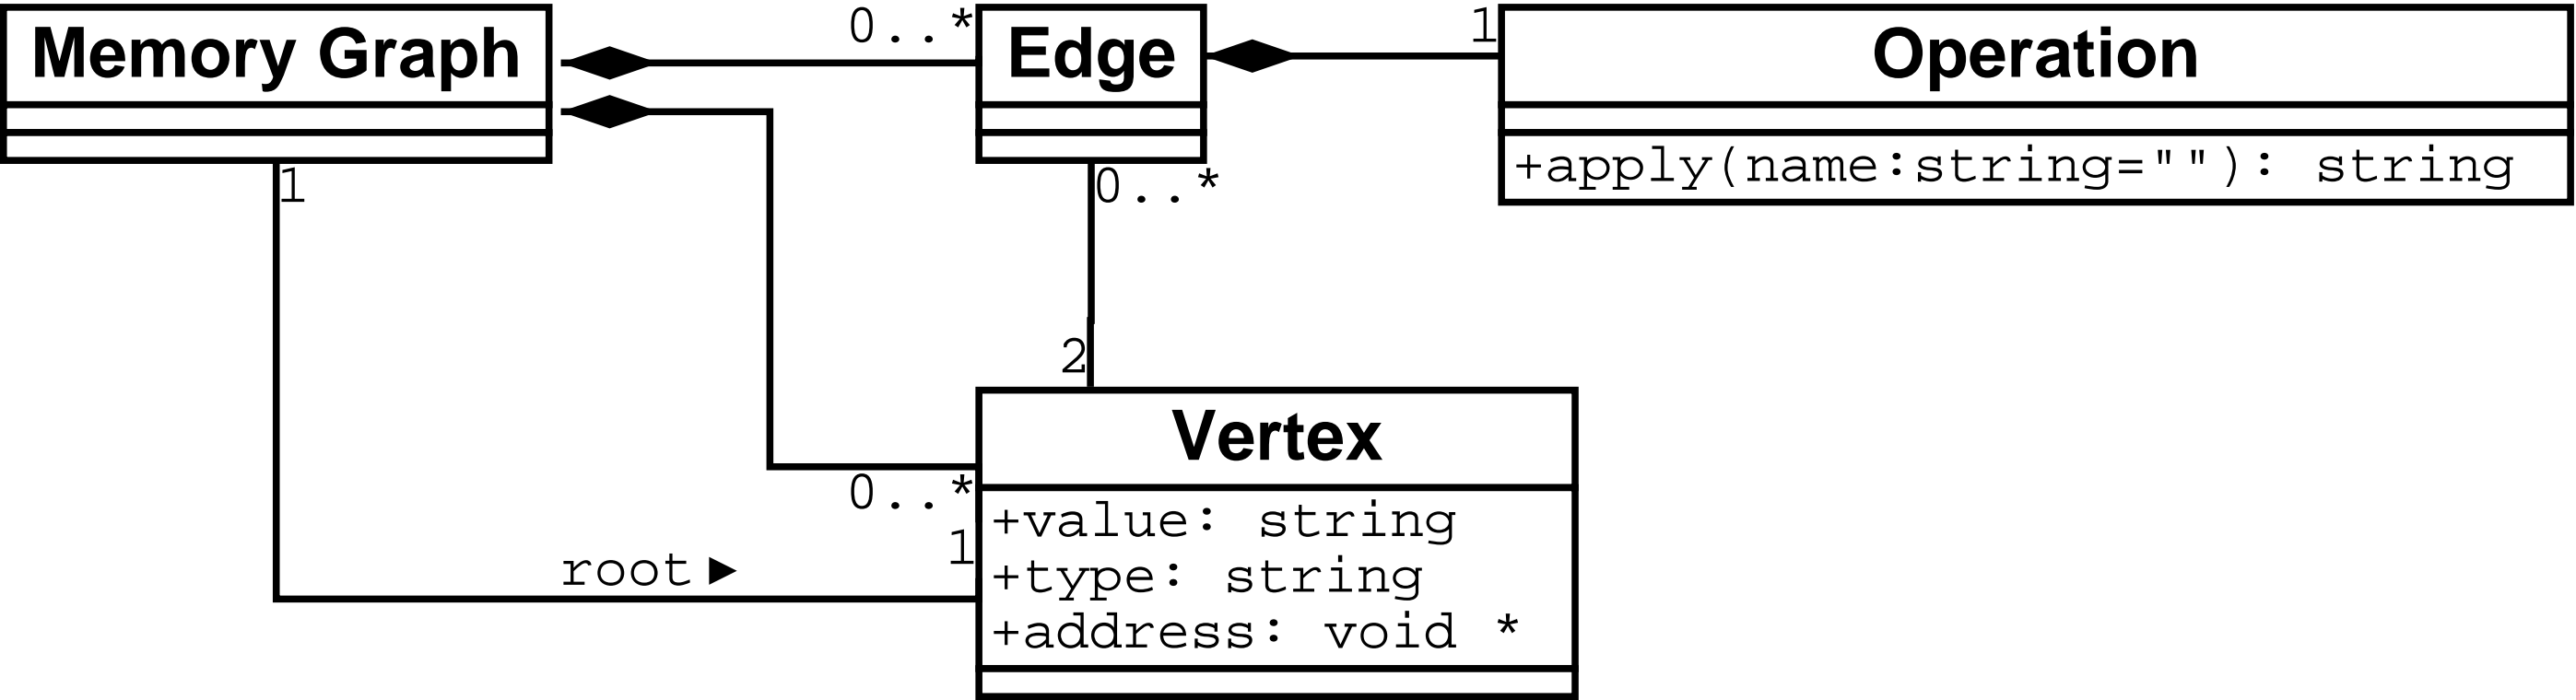 Memory Graph
0..*
Edge
1
Operation
+apply(name:string=""): string
1
0..*
2
Vertex
0..*
+value: string
1
+type: string
root ►
+address: void *